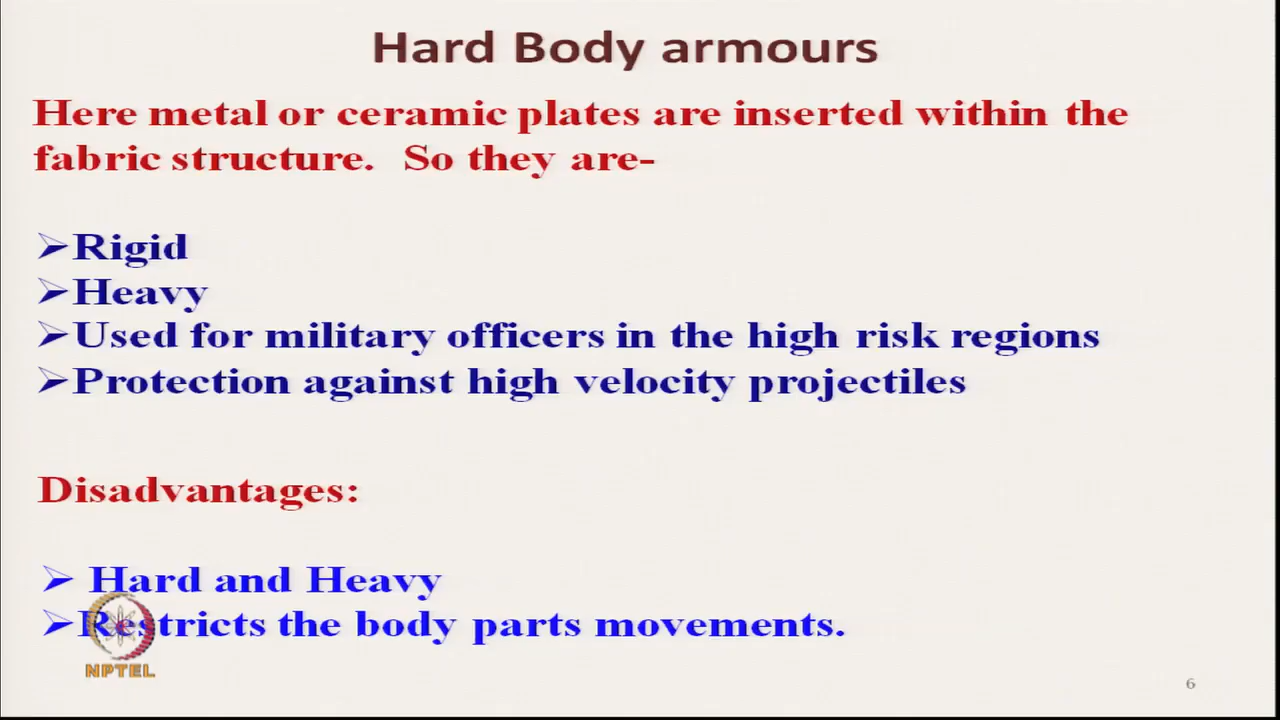 Hard Body armours
Here metal or ceramic plates are inserted within the
fabric structure. So they are-
➢Rigid
➢Heavy
➢Used for military officers in the high risk regions
➢Protection against high velocity projectiles
Disadvantages:
➢ Hard and Heavy
➢Restricts the body parts movements.
NPTEL
6